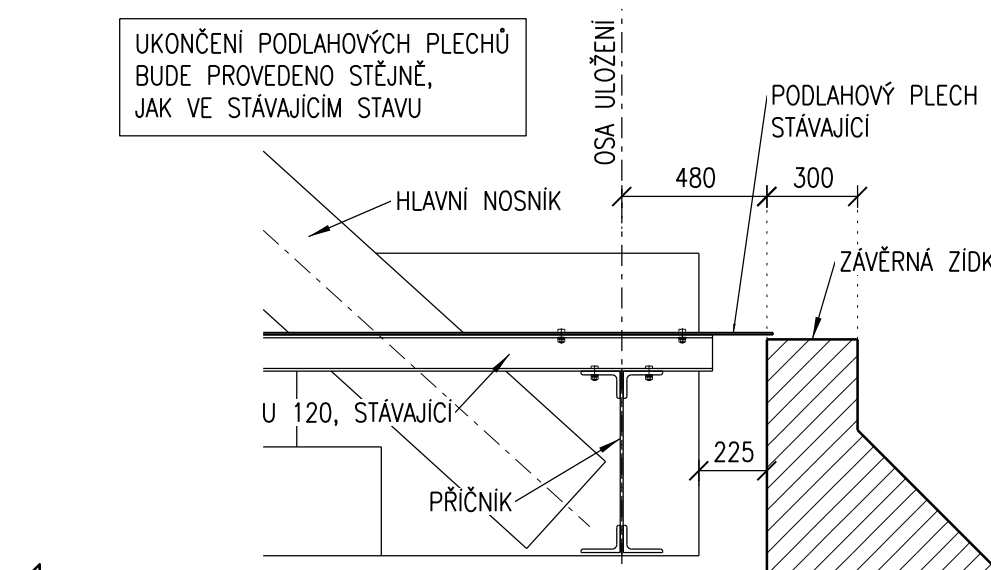 UKONČENÍ PODLAHOVÝCH PLECHŮ
BUDE PROVEDENO STĚJNĚ,
JAK VE STÁVAJÍCÍM STAVU
OSA ULOŽENÍ
PODLAHOVÝ PLECH
STÁVAJÍCÍ
480
300
HLAVNÍ NOSNÍK
ZÁVĚRNÁ ZÍDK
U 120, STÁVAJÍCÍ
225
PŘÍČNÍK